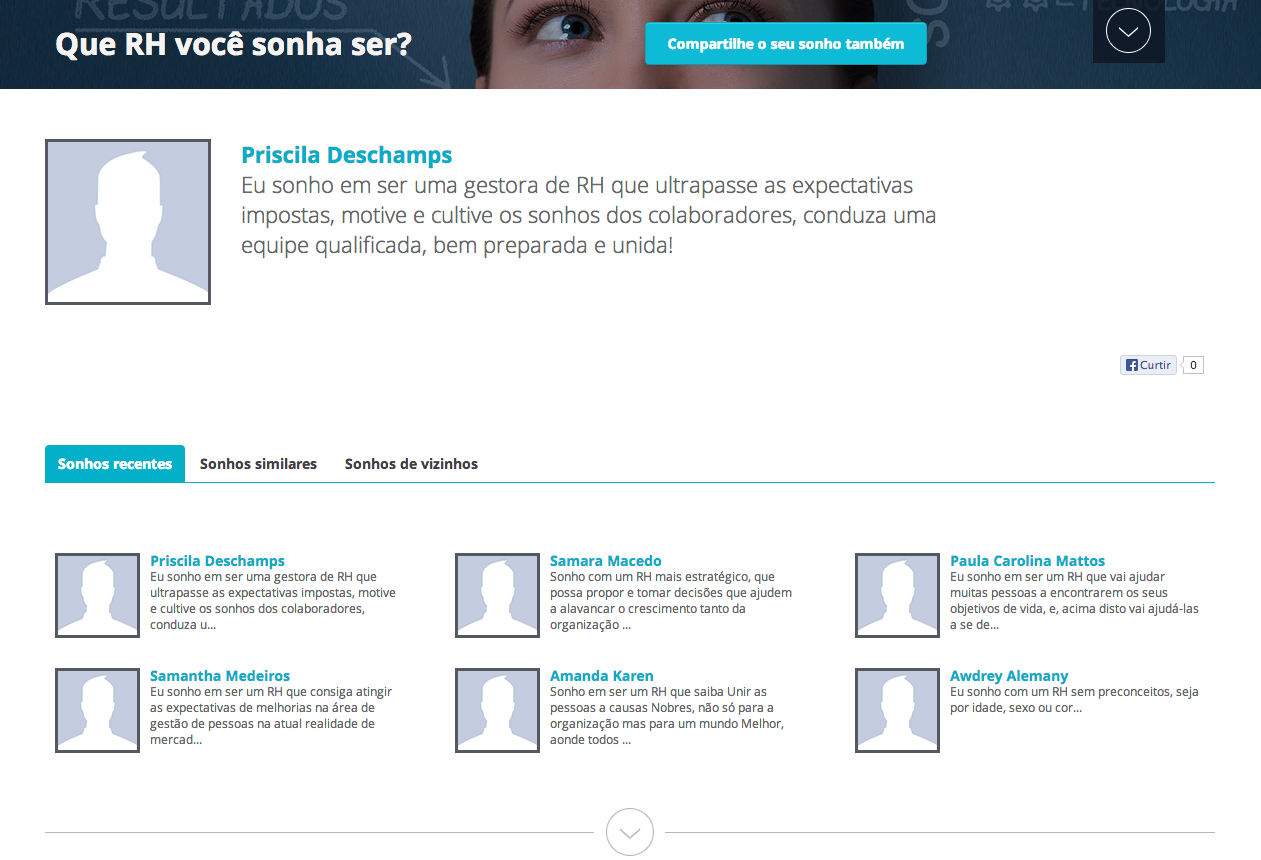 RESULTADOS
Que RH você sonha ser?
Compartilhe o seu sonho também
Priscila Deschamps
Eu sonho em ser uma gestora de RH que ultrapasse as expectativas
impostas, motive e cultive os sonhos dos colaboradores, conduza uma
equipe qualificada, bem preparada e unida!
Curtir 0
Sonhos recentes Sonhos similares Sonhos de vizinhos
Priscila Deschamps
Eu sonho em ser uma gestora de RH que
ultrapasse as expectativas impostas, motive
e cultive os sonhos dos colaboradores,
conduza u...
Samara Macedo
Sonho com um RH mais estratégico, que
possa propor e tomar decisões que ajudem
a alavancar o crescimento tanto da
organização ...
Paula Carolina Mattos
Eu sonho em ser um RH que vai ajudar
muitas pessoas a encontrarem os seus
objetivos de vida, e, acima disto vai ajudá-las
a se de...
Samantha Medeiros
Eu sonho em ser um RH que consiga atingir
as expectativas de melhorias na área de
gestão de pessoas na atual realidade de
mercad...
Amanda Karen
Sonho em ser um RH que saiba Unir as
pessoas a causas Nobres, não só para a
organização mas para um mundo Melhor,
aonde todos ...
Awdrey Alemany
Eu sonho com um RH sem preconceitos, seja
por idade, sexo ou cor...